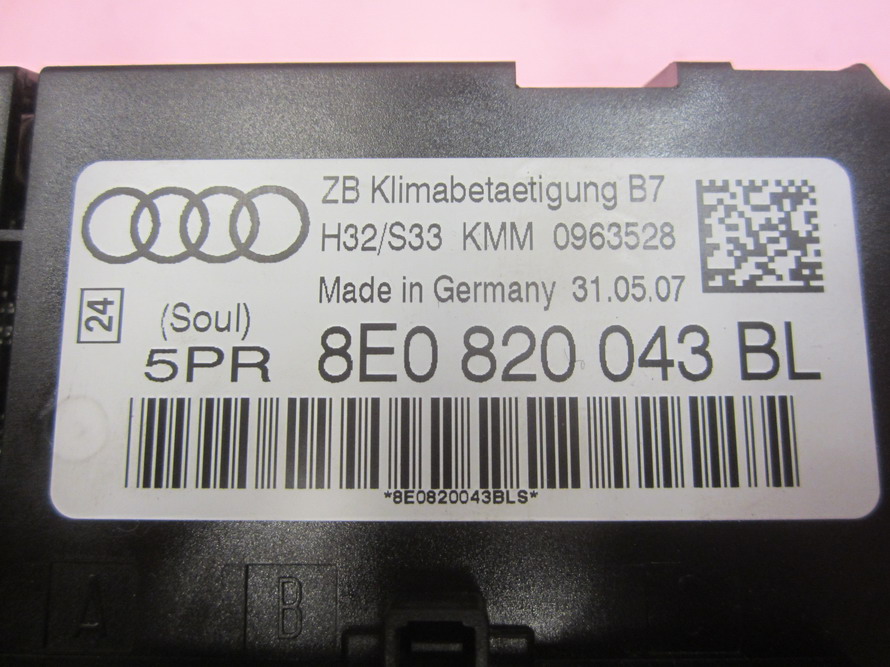 ZB Klimabetaetigung B7
H32/S33 KMM 0963528
Made in Germany 31.05.07
24
(Soul)
5PR 8E0 820 043 BL
*8E0820043BLS*
A B